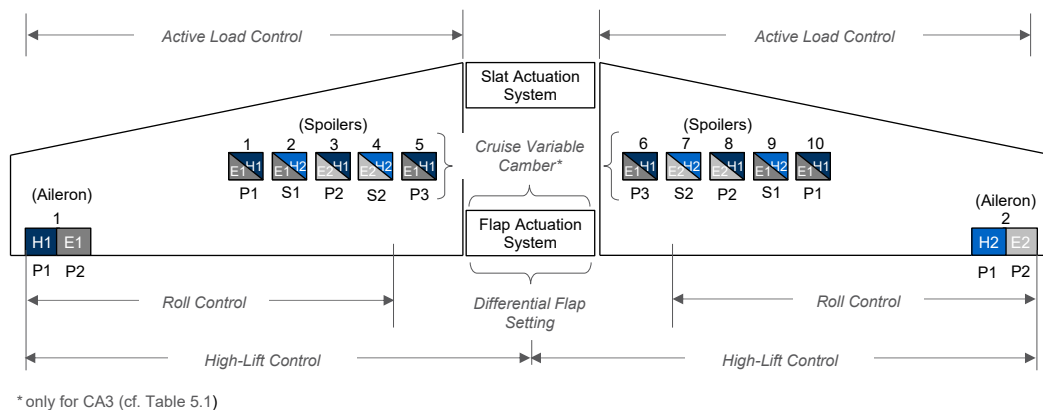 Active Load Control
Active Load Control
Slat Actuation
System
(Spoilers)
1 2 3 4 5
E1 H1 E1 H2 E2 H1 E2 H2 E1 H1
P1 S1 P2 S2 P3
Cruise Variable
Camber*
(Spoilers)
6 7 8 9 10
E1 H1 E2 H2 E2 H1 E1 H2 E1 H1
P3 S2 P2 S1 P1
(Aileron)
1
H1 E1
P1 P2
Flap Actuation
System
(Aileron)
2
H2 E2
P1 P2
Roll Control
Differential Flap
Setting
Roll Control
High-Lift Control
High-Lift Control
* only for CA3 (cf. Table 5.1)